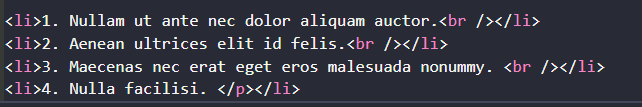 <li>1. Nullam ut ante nec dolor aliquam auctor.<br /></li>
<li>2. Aenean ultrices elit id felis.<br /></li>
<li>3. Maecenas nec erat eget eros malesuada nonummy. <br /></li>
<li>4. Nulla facilisi. </p></li>